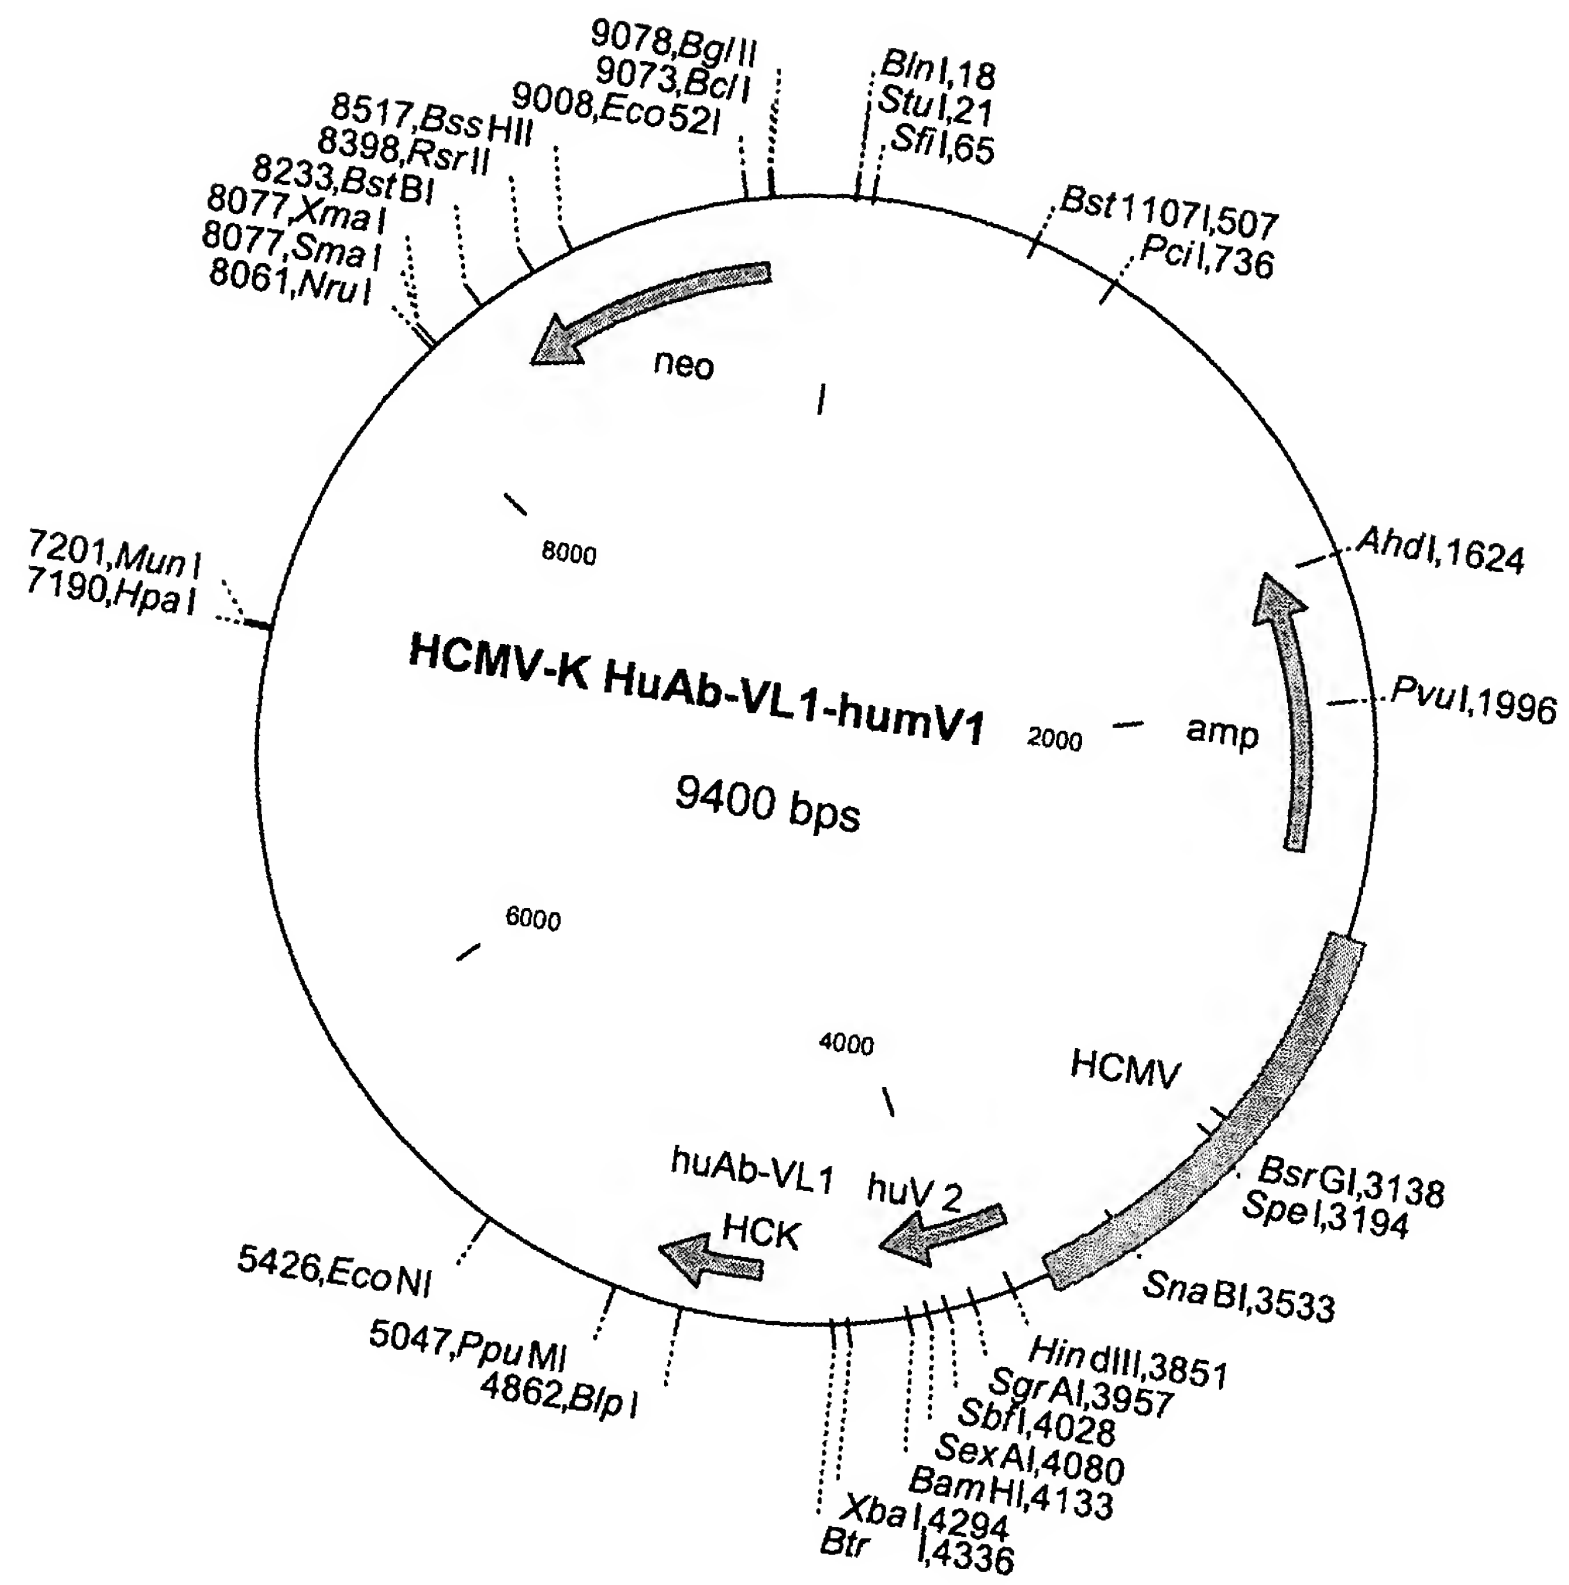 9078,BglII
9073,BclI
9008,Eco52I
8517,BssHII
8398,RsrII
8233,BstBI
8077,XmaI
8077,SmaI
8061,NruI
BlnI,18
StuI,21
SfiI,65
Bst1107I,507
PciI,736
neo
8000
7201,MunI
7190,HpaI
AhdI,1624
HCMV-K HuAb-VL1-humV1
9400 bps
2000
amp
PvuI,1996
6000
4000
HCMV
BsrGI,3138
SpeI,3194
SnaBI,3533
huAb-VL1
huV 2
HCK
5426,EcoNI
5047,PpuMI
4862,BlpI
HindIII,3851
SgrAI,3957
SbfI,4028
SexAI,4080
BamHI,4133
XbaI,4294
Btr I,4336